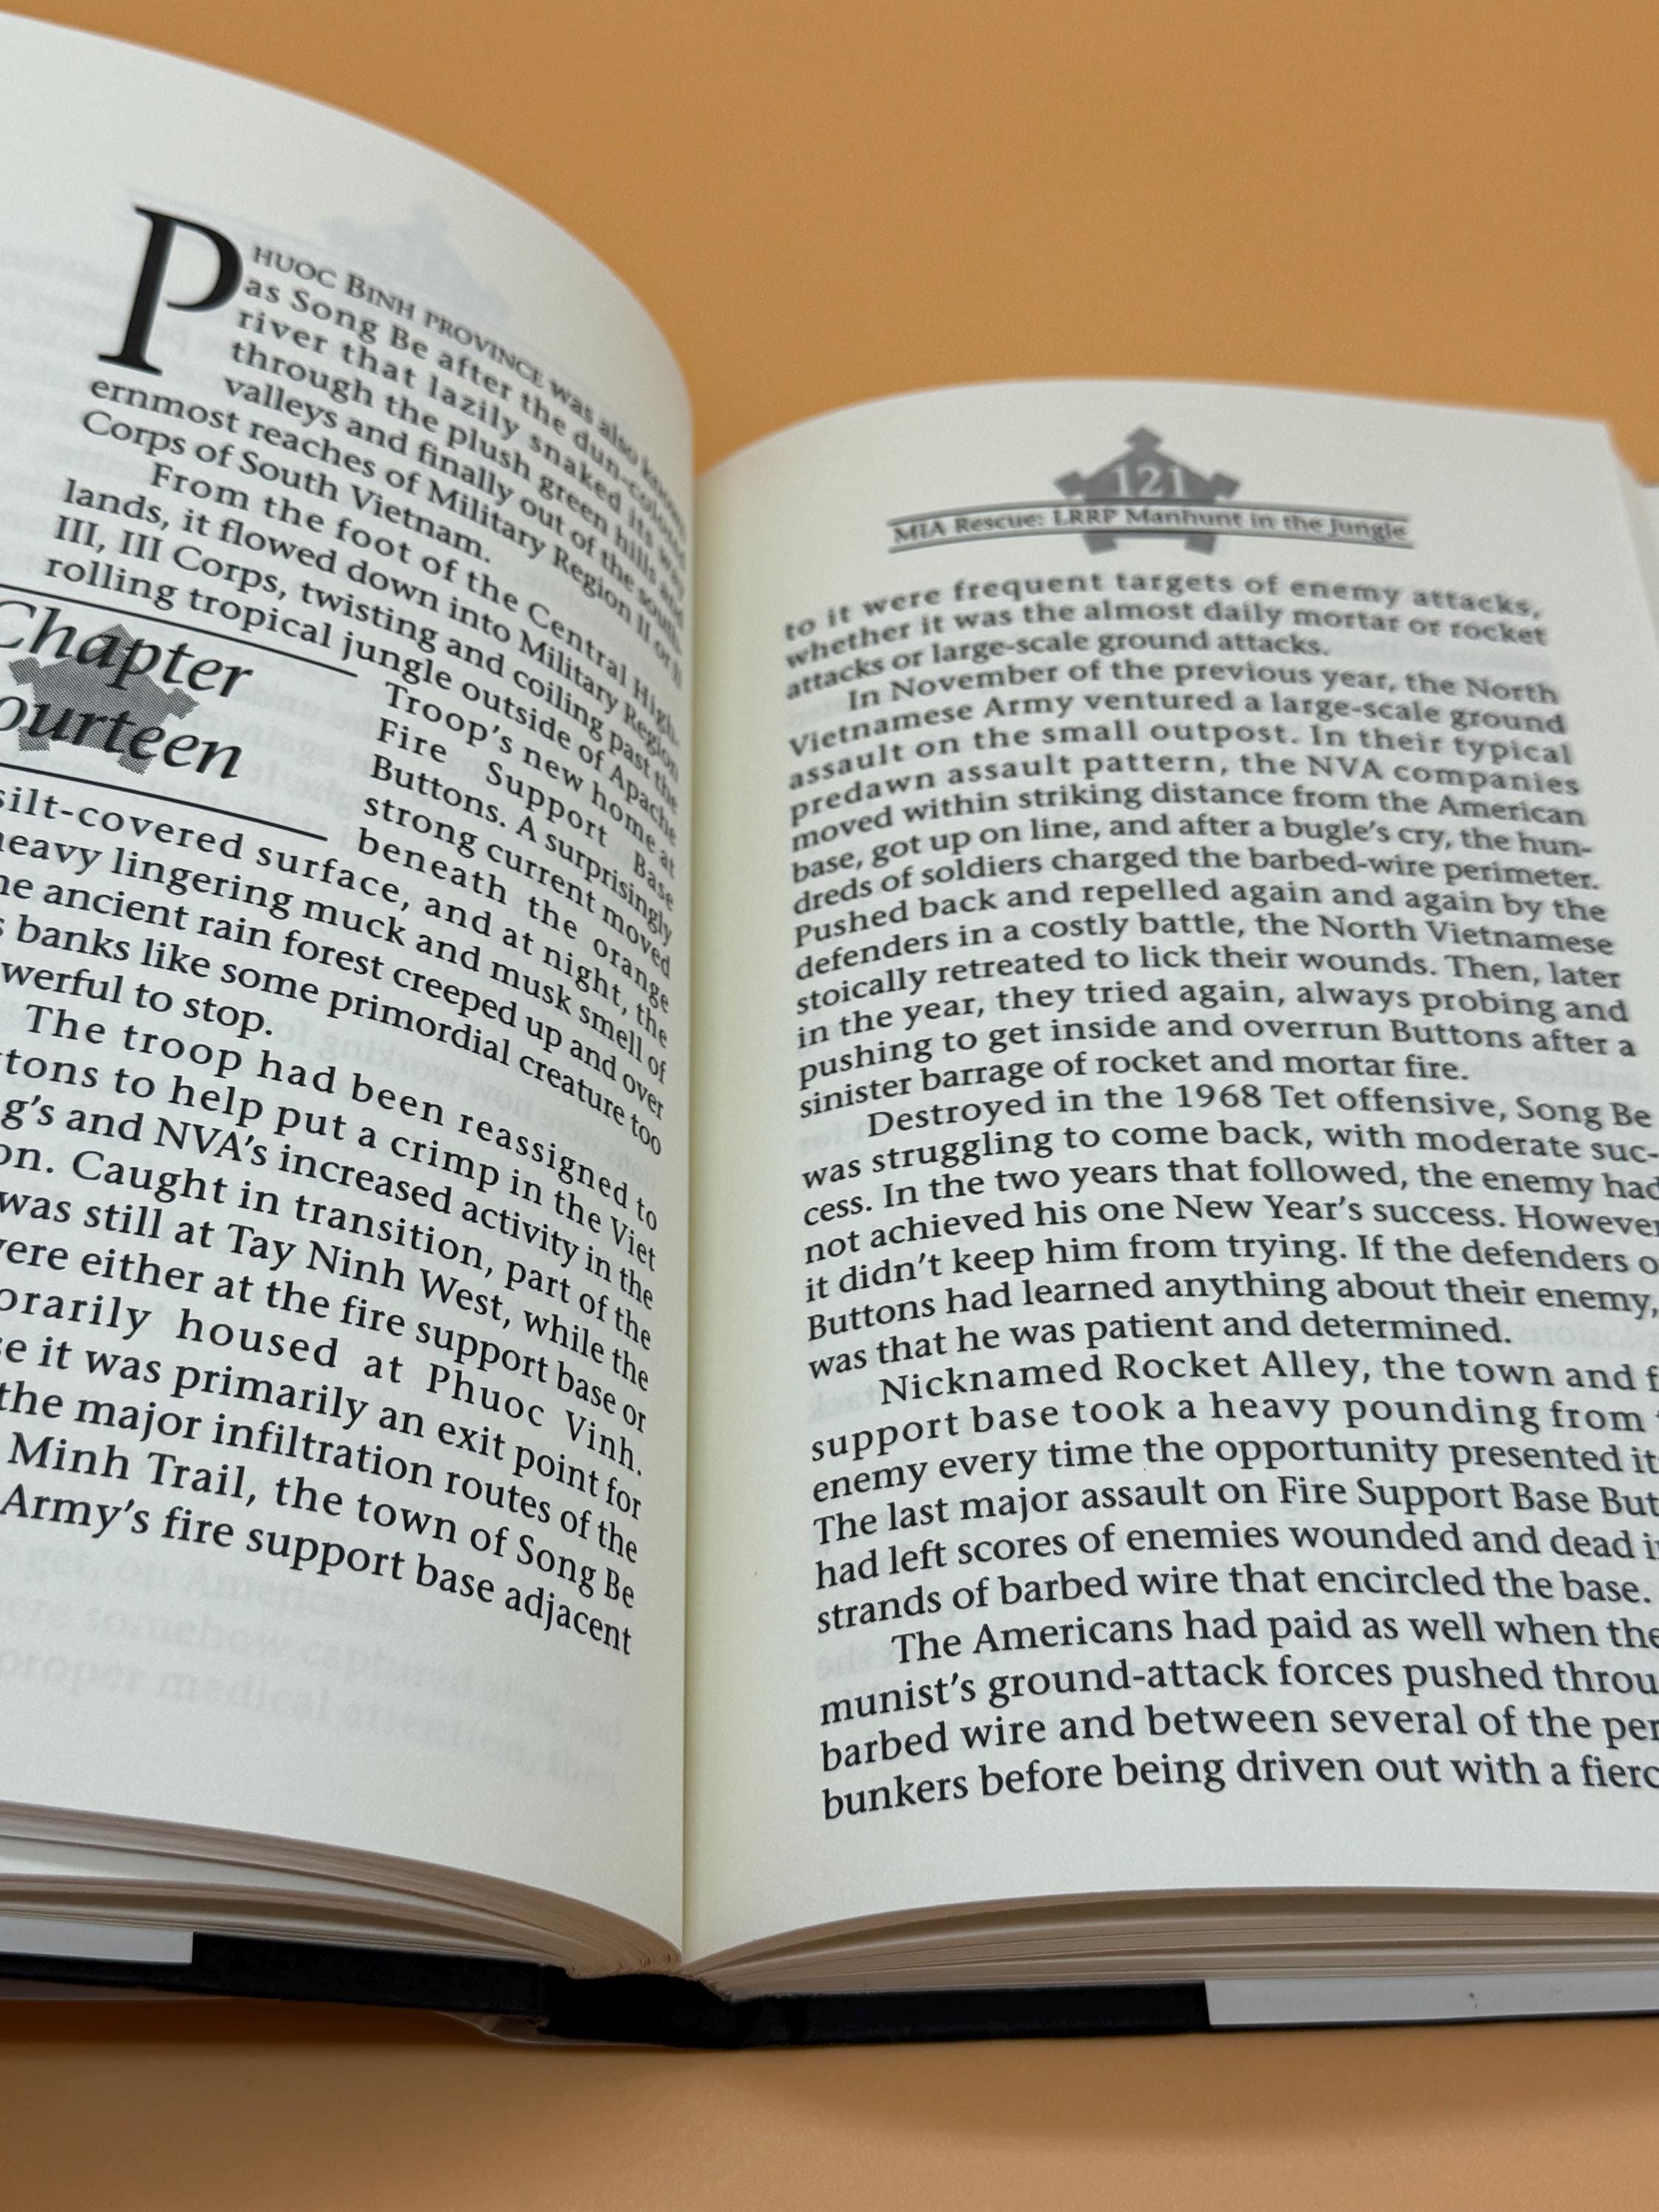 PHUOC BINH PROVINCE was also known
as Song Be after the dun-colored
river that lazily snaked its way
through the plush green hills and
valleys and finally out of the south-
ernmost reaches of Military Region II or II
Corps of South Vietnam.
From the foot of the Central High-
lands, it flowed down into Military Region
III, III Corps, twisting and coiling past the
rolling tropical jungle outside of Apache
Chapter
ourteen
Troop's new home at
Fire Support Base
Buttons. A surprisingly
strong current moved
beneath the orange
silt-covered surface, and at night, the
heavy lingering muck and musk smell of
he ancient rain forest creeped up and over
s banks like some primordial creature too
werful to stop.
The troop had been reassigned to
tons to help put a crimp in the Viet
g's and NVA's increased activity in the
on. Caught in transition, part of the
was still at Tay Ninh West, while the
ere either at the fire support base or
orarily housed at Phuoc Vinh.
e it was primarily an exit point for
the major infiltration routes of the
Minh Trail, the town of Song Be
Army's fire support base adjacent
121
MIA Rescue: LRRP Manhunt in the Jungle
to it were frequent targets of enemy attacks,
whether it was the almost daily mortar or rocket
attacks or large-scale ground attacks.
In November of the previous year, the North
Vietnamese Army ventured a large-scale ground
assault on the small outpost. In their typical
predawn assault pattern, the NVA companies
moved within striking distance from the American
base, got up on line, and after a bugle's cry, the hun-
dreds of soldiers charged the barbed-wire perimeter.
Pushed back and repelled again and again by the
defenders in a costly battle, the North Vietnamese
stoically retreated to lick their wounds. Then, later
in the year, they tried again, always probing and
pushing to get inside and overrun Buttons after a
sinister barrage of rocket and mortar fire.
Destroyed in the 1968 Tet offensive, Song Be
was struggling to come back, with moderate suc-
cess. In the two years that followed, the enemy had
not achieved his one New Year's success. However
it didn't keep him from trying. If the defenders o
Buttons had learned anything about their enemy,
was that he was patient and determined.
Nicknamed Rocket Alley, the town and f
support base took a heavy pounding from
enemy every time the opportunity presented it
The last major assault on Fire Support Base But
had left scores of enemies wounded and dead i
strands of barbed wire that encircled the base.
The Americans had paid as well when the
munist's ground-attack forces pushed throu
barbed wire and between several of the per
bunkers before being driven out with a fierc